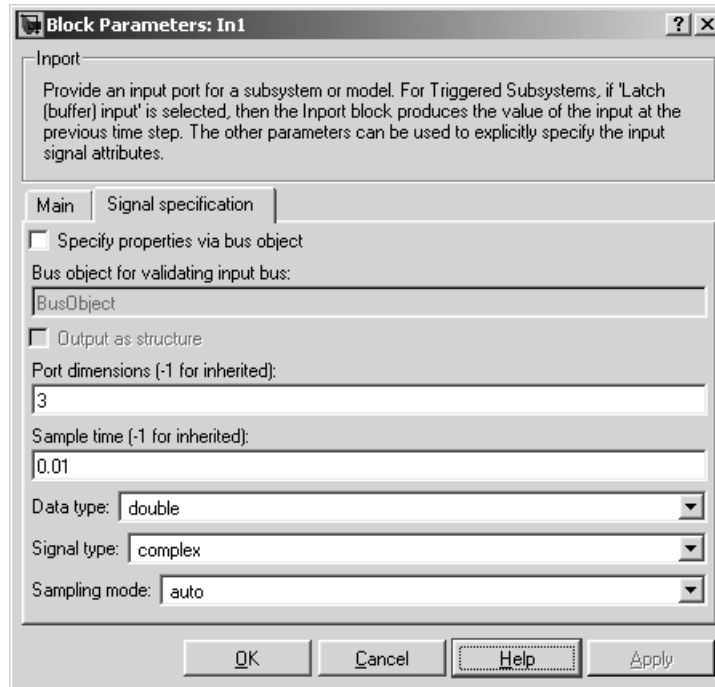 Block Parameters: In1
Inport
Provide an input port for a subsystem or model. For Triggered Subsystems, if 'Latch
(buffer) input' is selected, then the Inport block produces the value of the input at the
previous time step. The other parameters can be used to explicitly specify the input
signal attributes.
Main
Signal specification
Specify properties via bus object
Bus object for validating input bus:
BusObject
Output as structure
Port dimensions (-1 for inherited):
3
Sample time (-1 for inherited):
0.01
Data type: double
Signal type: complex
Sampling mode: auto
OK
Cancel
Help
Apply